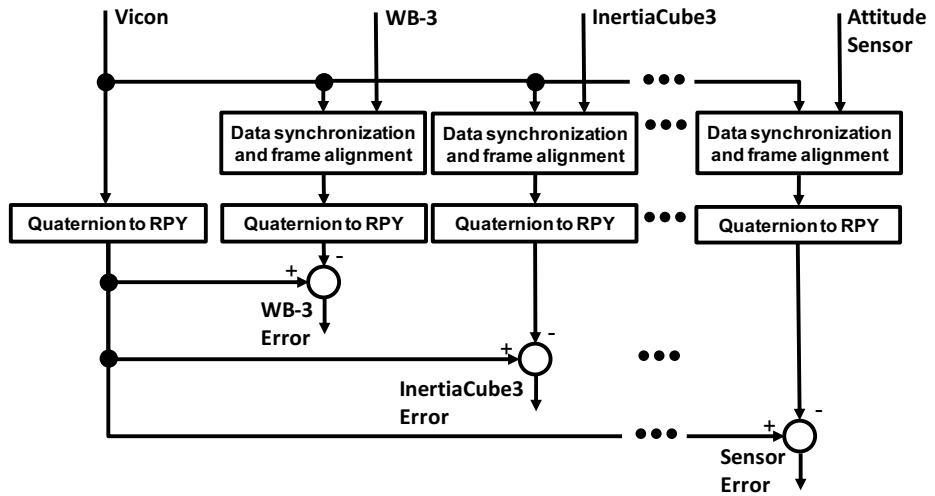 Vicon
WB-3
InertiaCube3
Attitude
Sensor
Data synchronization
and frame alignment
Data synchronization
and frame alignment
Data synchronization
and frame alignment
Quaternion to RPY
Quaternion to RPY
Quaternion to RPY
Quaternion to RPY
+
-
WB-3
Error
+
-
InertiaCube3
Error
+
-
Sensor
Error